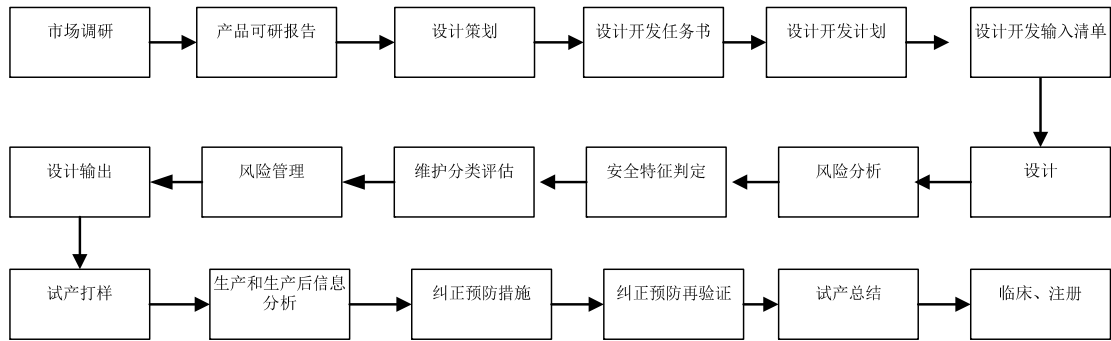 市场调研
产品可研报告
设计策划
设计开发任务书
设计开发计划
设计开发输入清单
设计
风险分析
安全特征判定
维护分类评估
风险管理
设计输出
试产打样
生产和生产后信息
分析
纠正预防措施
纠正预防再验证
试产总结
临床、注册